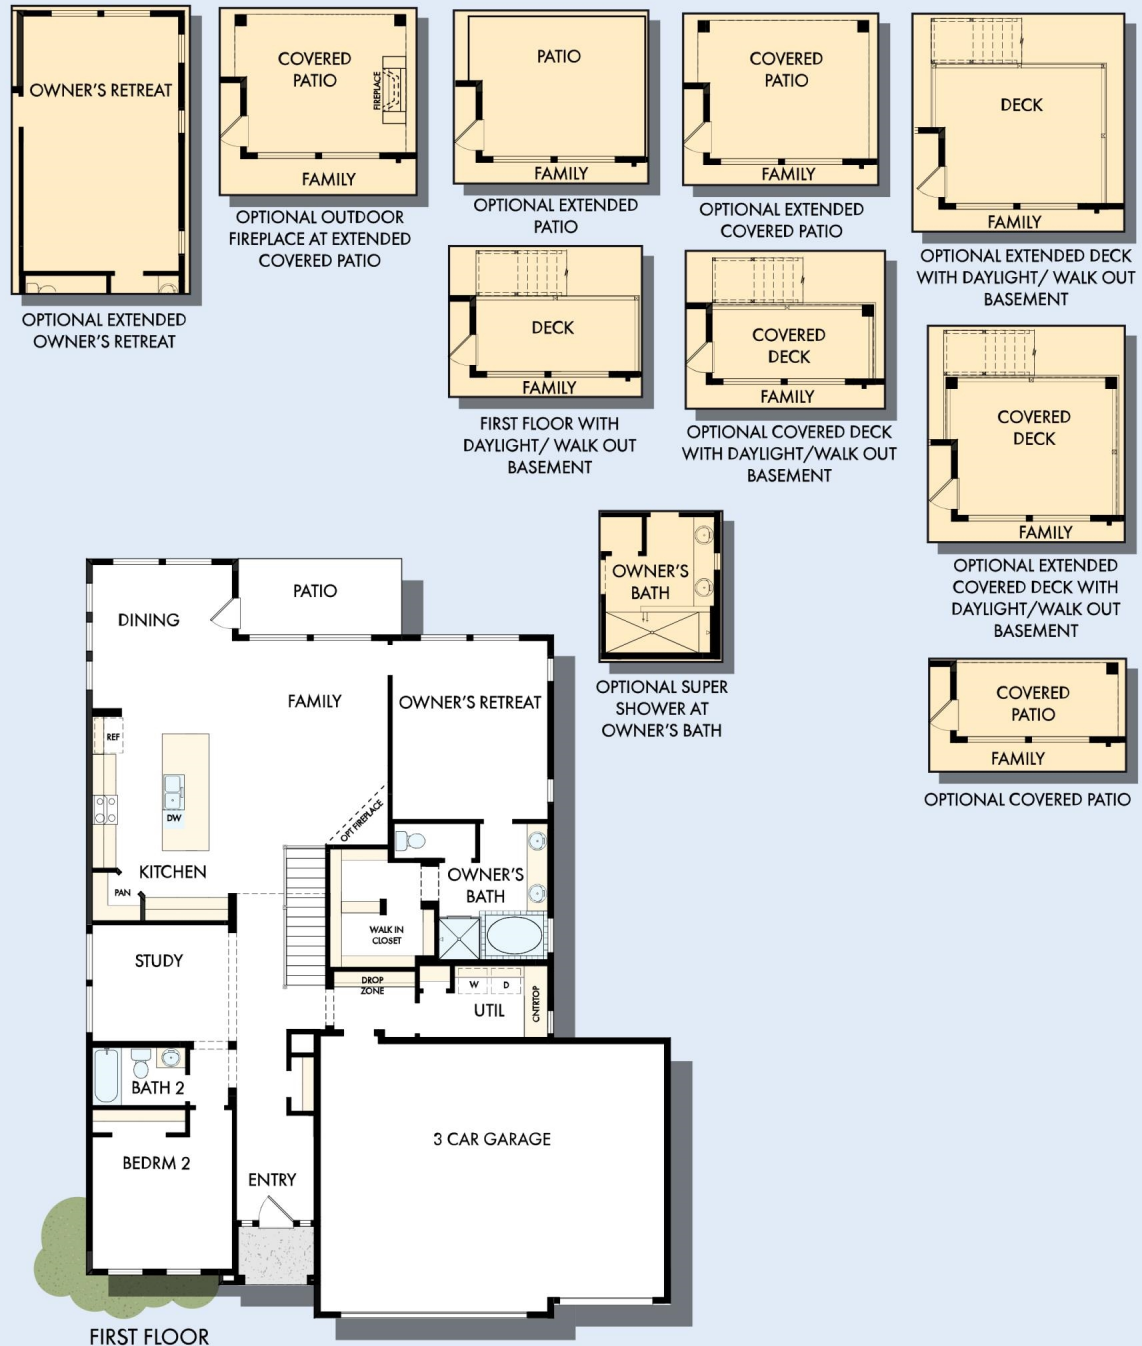 OWNER'S RETREAT
OPTIONAL EXTENDED
OWNER'S RETREAT
COVERED
PATIO
FIREPLACE
FAMILY
OPTIONAL OUTDOOR
FIREPLACE AT EXTENDED
COVERED PATIO
PATIO
FAMILY
OPTIONAL EXTENDED
PATIO
COVERED
PATIO
FAMILY
OPTIONAL EXTENDED
COVERED PATIO
DECK
FAMILY
OPTIONAL EXTENDED DECK
WITH DAYLIGHT/ WALK OUT
BASEMENT
DECK
FAMILY
FIRST FLOOR WITH
DAYLIGHT/ WALK OUT
BASEMENT
COVERED
DECK
FAMILY
OPTIONAL COVERED DECK
WITH DAYLIGHT/WALK OUT
BASEMENT
COVERED
DECK
FAMILY
OPTIONAL EXTENDED
COVERED DECK WITH
DAYLIGHT/WALK OUT
BASEMENT
OWNER'S
BATH
OPTIONAL SUPER
SHOWER AT
OWNER'S BATH
COVERED
PATIO
FAMILY
OPTIONAL COVERED PATIO
PATIO
DINING
FAMILY
OWNER'S RETREAT
REF
DW
OPT FIREPLACE
KITCHEN
PAN
OWNER'S
BATH
WALK IN
CLOSET
STUDY
DROP
ZONE
W
D
UTIL
CNTRTOP
BATH 2
BEDRM 2
ENTRY
3 CAR GARAGE
FIRST FLOOR